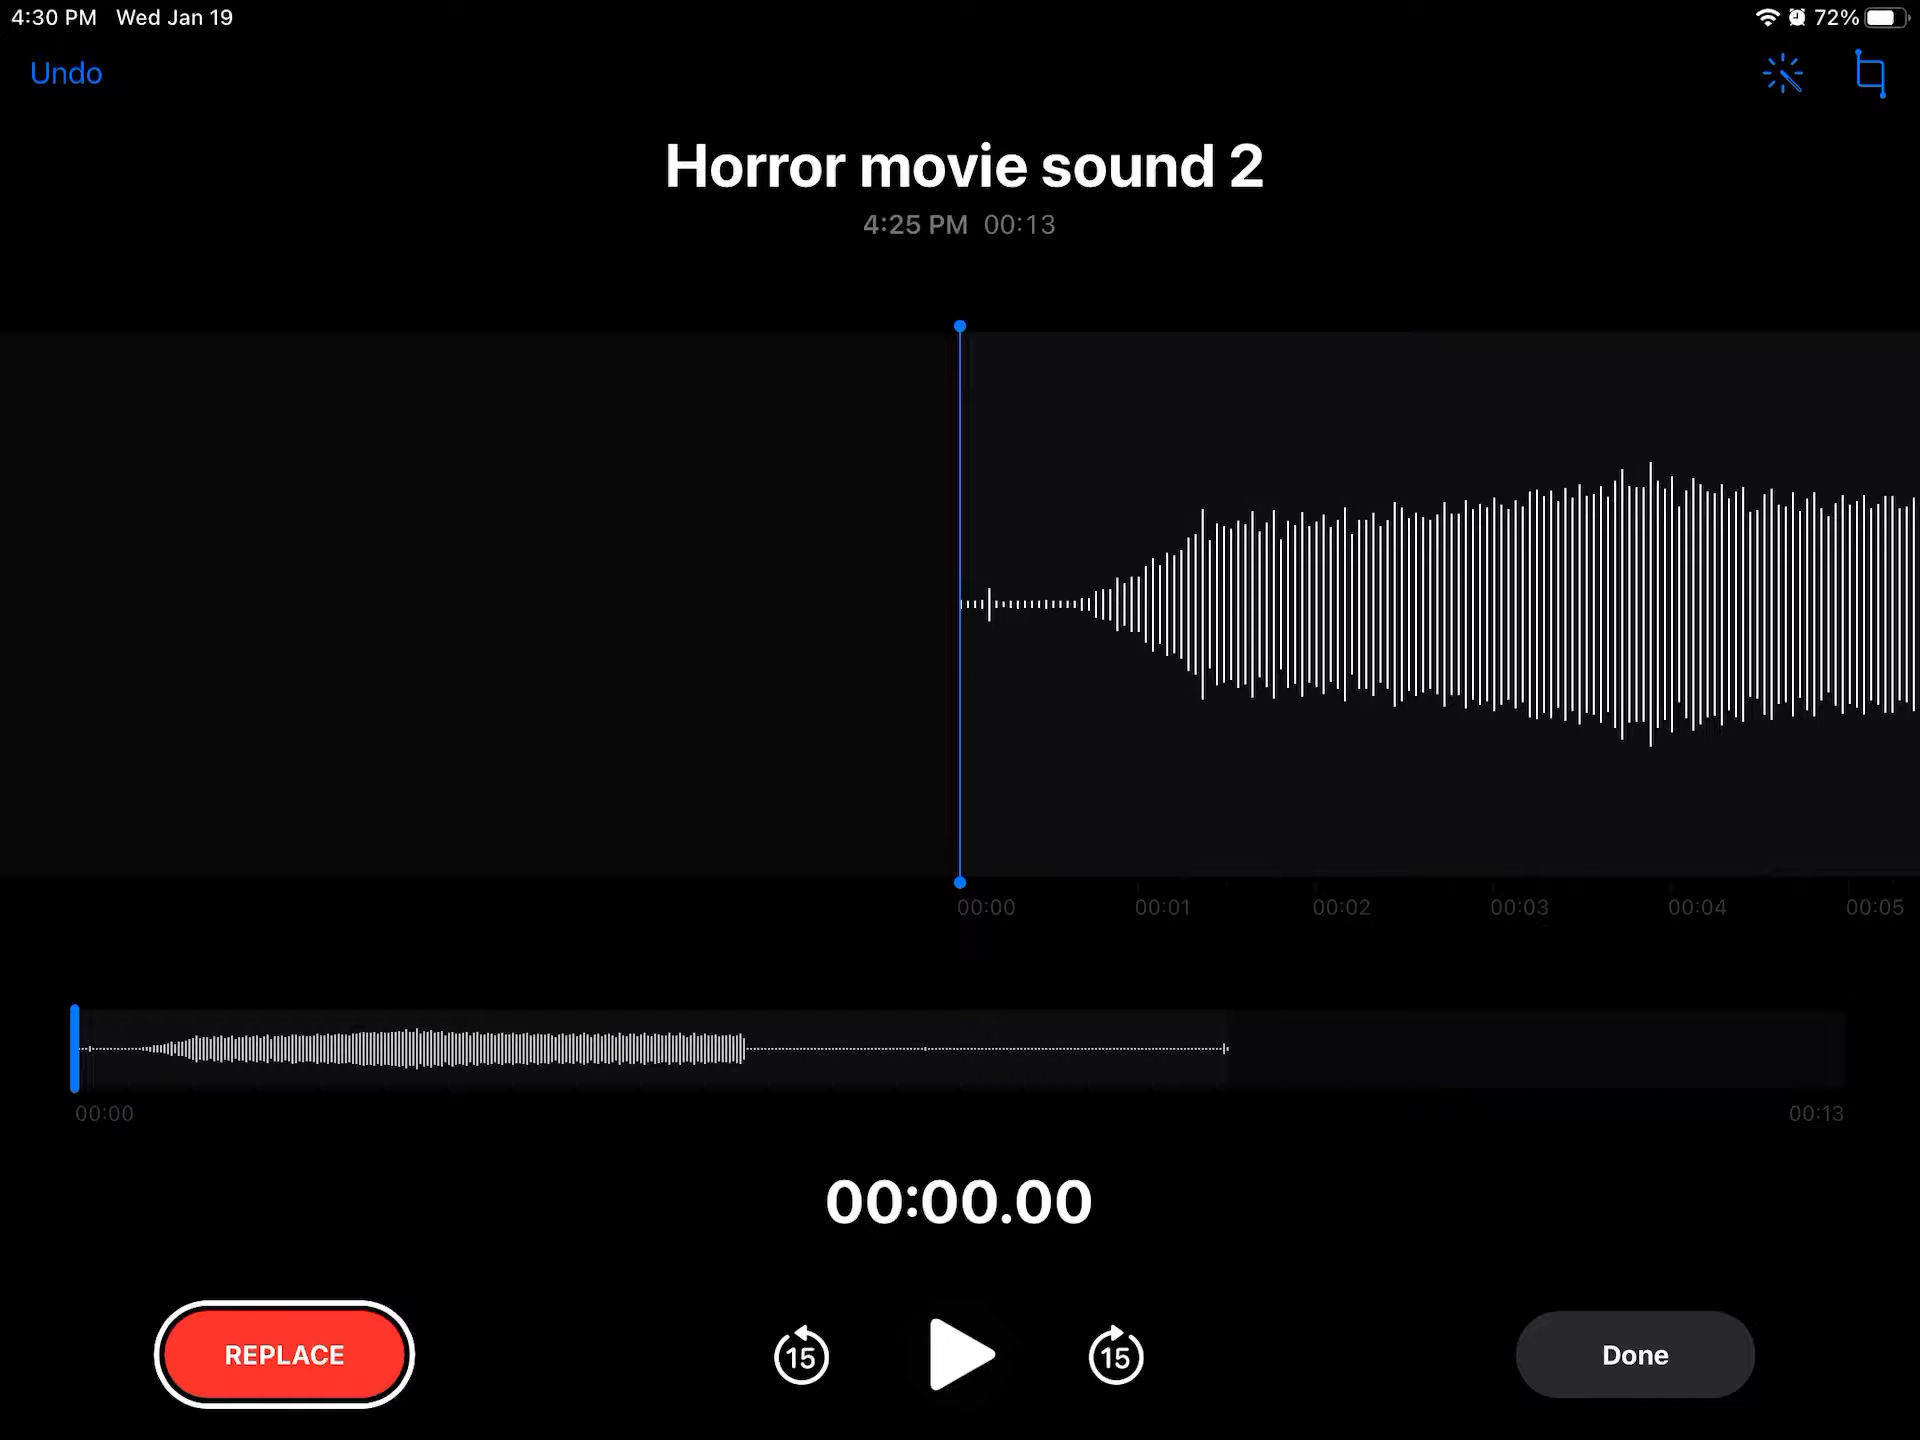 4:30 PM Wed Jan 19 72%
Undo
Horror movie sound 2
4:25 PM 00:13
00:00 00:01 00:02 00:03 00:04 00:05
00:00 00:13
00:00.00
REPLACE 15 15 Done